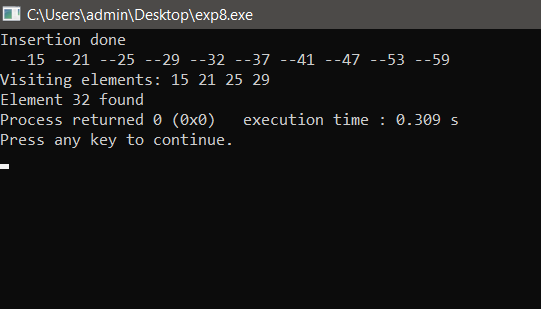 C:\Users\admin\Desktop\exp8.exe
Insertion done
 --15 --21 --25 --29 --32 --37 --41 --47 --53 --59
Visiting elements: 15 21 25 29
Element 32 found
Process returned 0 (0x0)   execution time : 0.309 s
Press any key to continue.